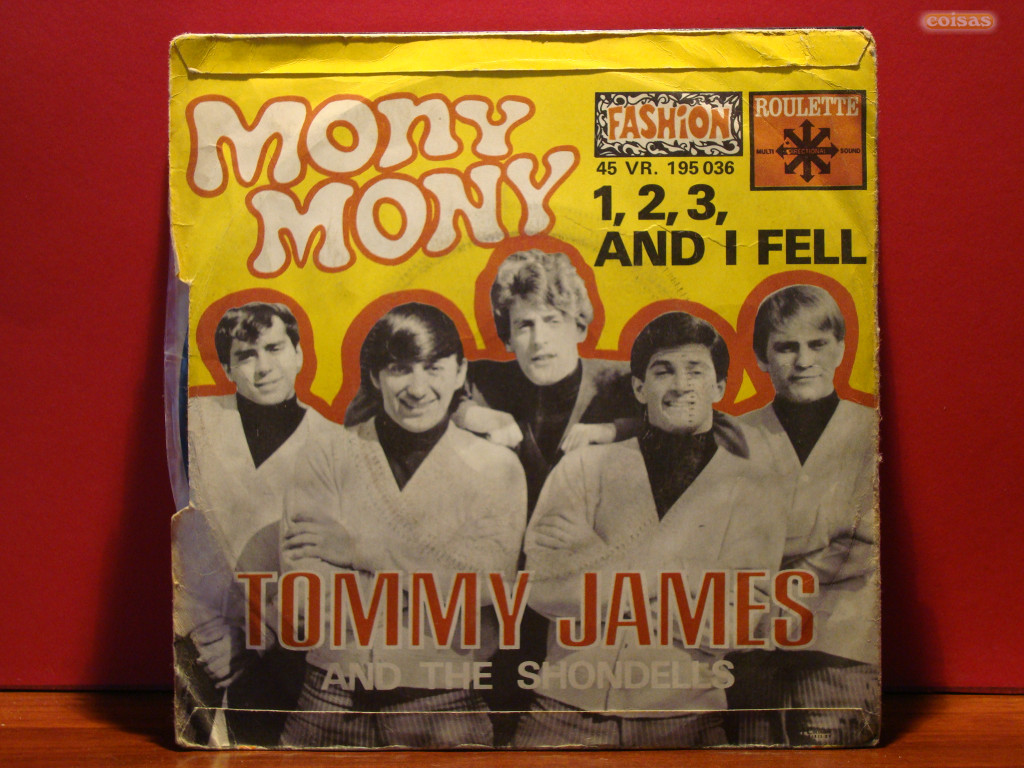 coisas
MONY
MONY
FASHION
45 VR. 195 036
ROULETTE
MULTI DIRECTIONAL SOUND
1, 2, 3,
AND I FELL
TOMMY JAMES
AND THE SHONDELLS